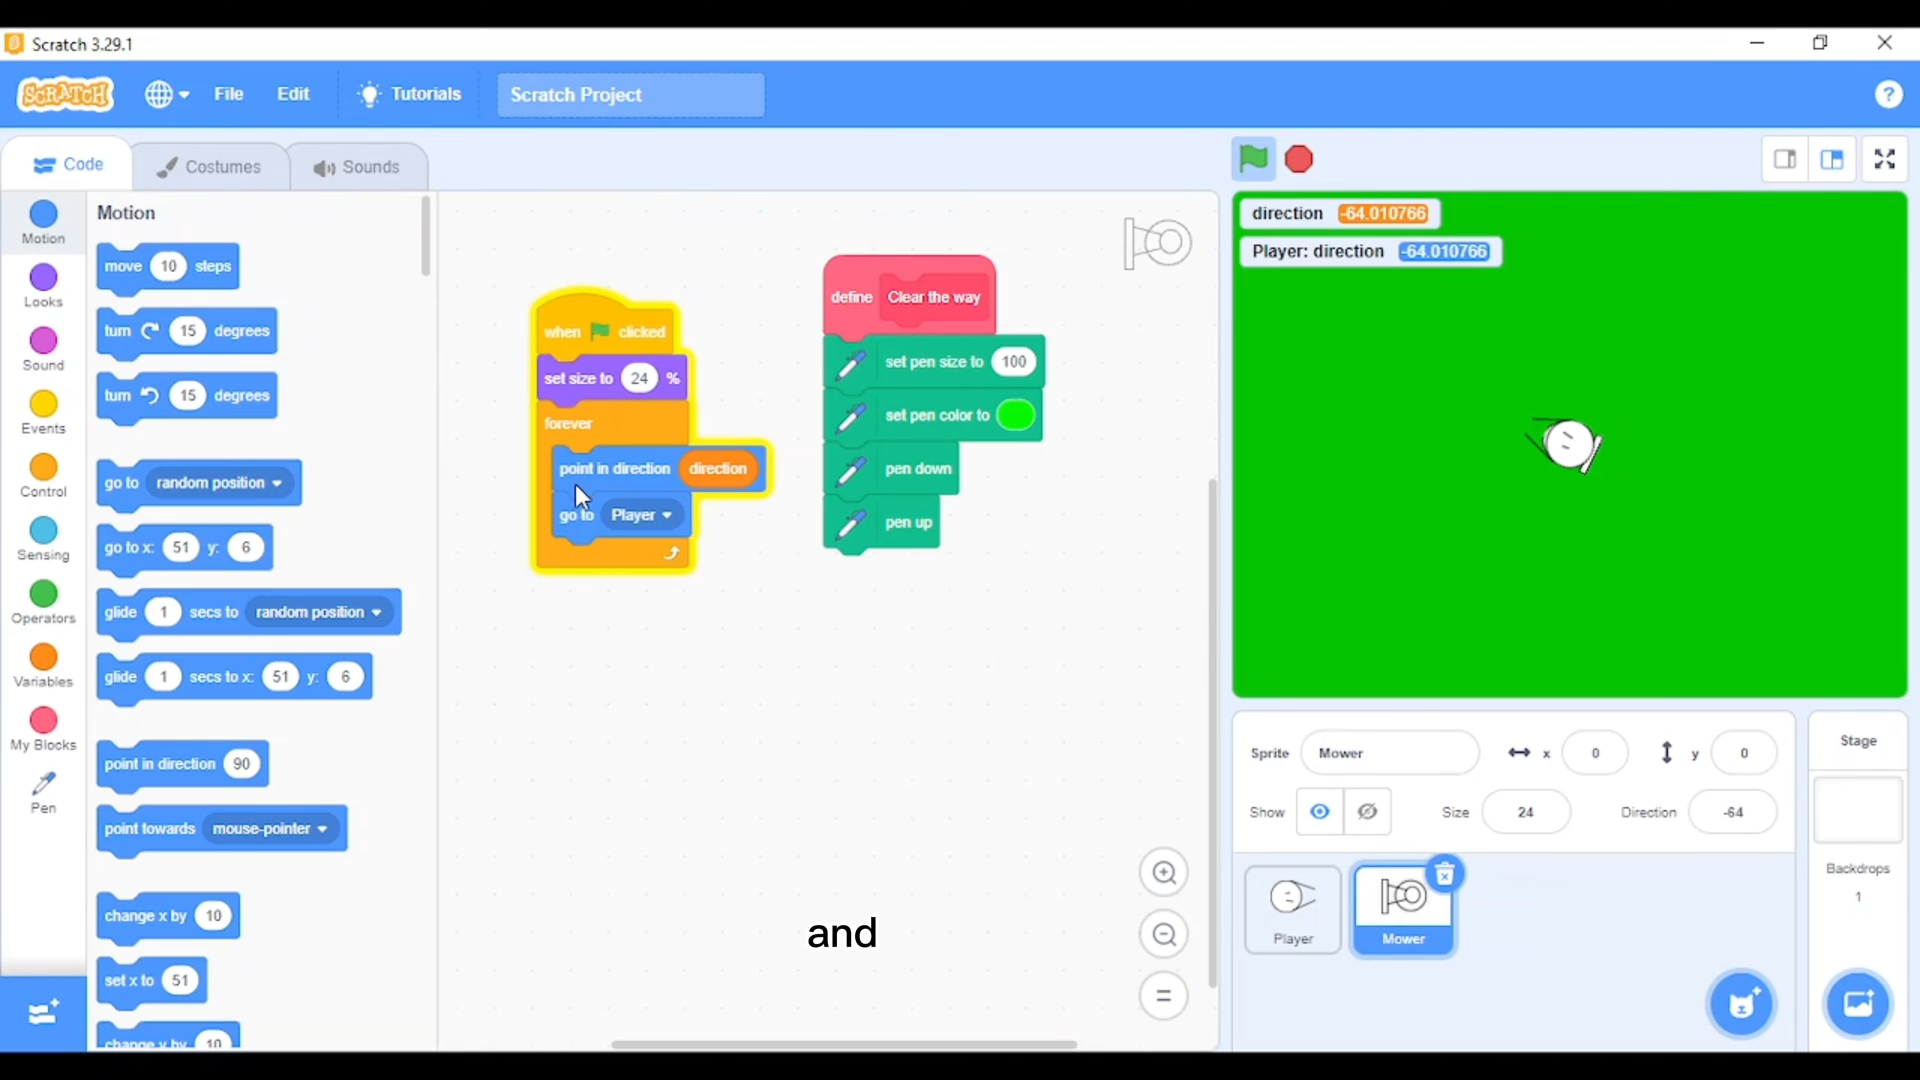 Scratch 3.29.1
SCRATCH
File
Edit
Tutorials
Scratch Project
?
Code
Costumes
Sounds
Motion
Looks
Sound
Events
Control
Sensing
Operators
Variables
My Blocks
Pen
Motion
move 10 steps
turn 15 degrees
turn 15 degrees
go to random position
go to x: 51 y: 6
glide 1 secs to random position
glide 1 secs to x: 51 y: 6
point in direction 90
point towards mouse-pointer
change x by 10
set x to 51
change y by 10
when clicked
set size to 24 %
forever
point in direction direction
go to Player
define Clear the way
set pen size to 100
set pen color to
pen down
pen up
and
direction -64.010766
Player: direction -64.010766
Sprite Mower x 0 y 0
Show Size 24 Direction -64
Player
Mower
Stage
Backdrops
1